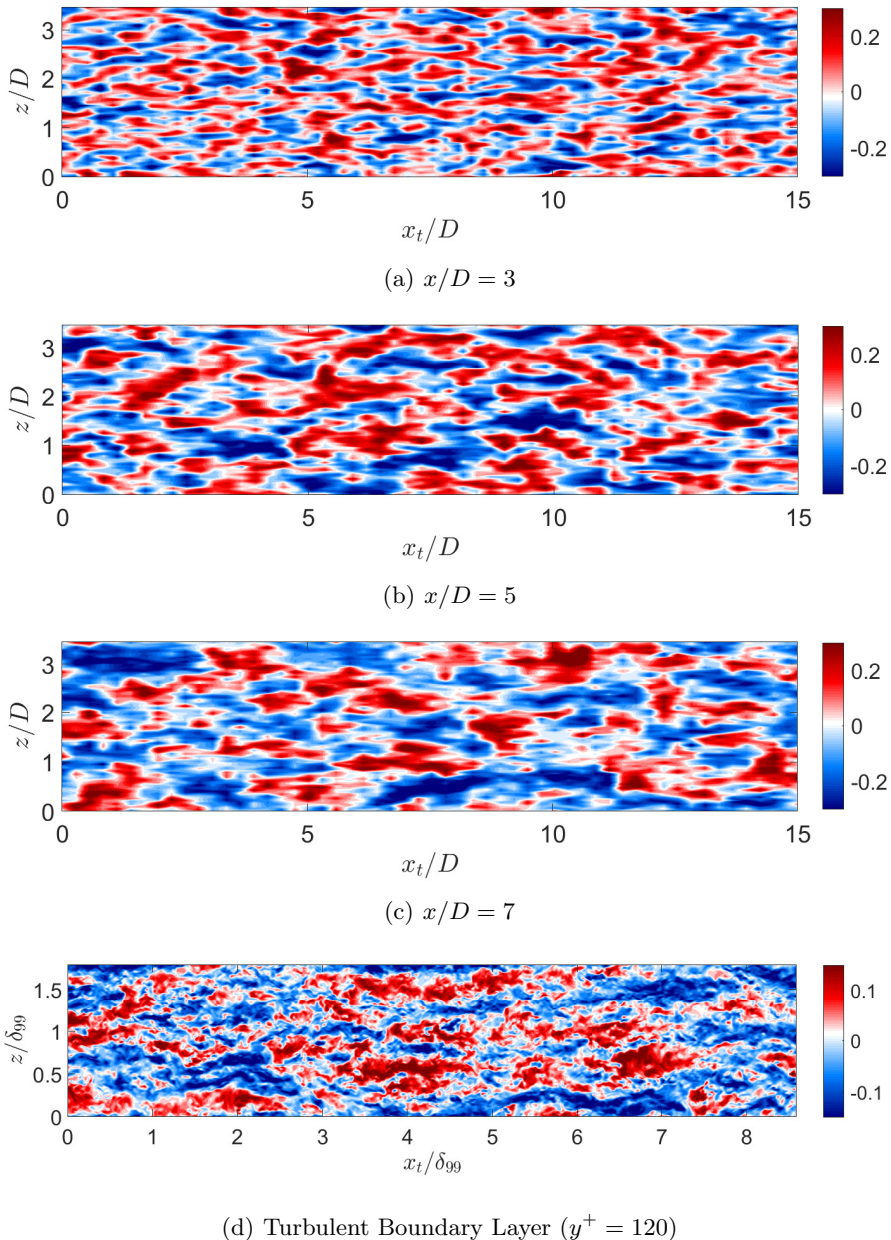 3
2
1
0
z/D
0 5 10 15
x_t/D
0.2
0
-0.2
(a) x/D = 3
3
2
1
0
z/D
0 5 10 15
x_t/D
0.2
0
-0.2
(b) x/D = 5
3
2
1
0
z/D
0 5 10 15
x_t/D
0.2
0
-0.2
(c) x/D = 7
1.5
1
0.5
0
z/δ_99
0 1 2 3 4 5 6 7 8
x_t/δ_99
0.1
0
-0.1
(d) Turbulent Boundary Layer (y^+ = 120)